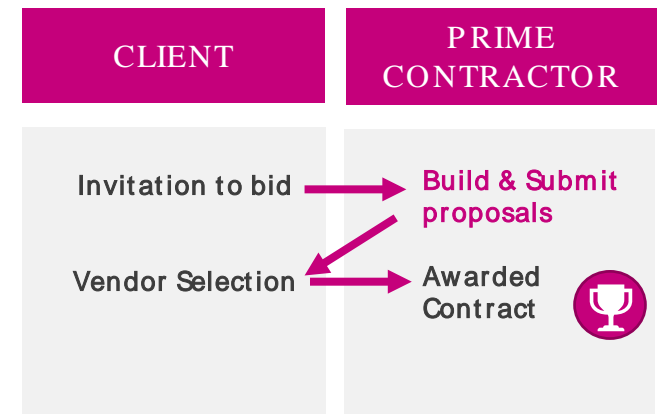 CLIENT
PRIME
CONTRACTOR
Invitation to bid
Build & Submit
proposals
Vendor Selection
Awarded
Contract